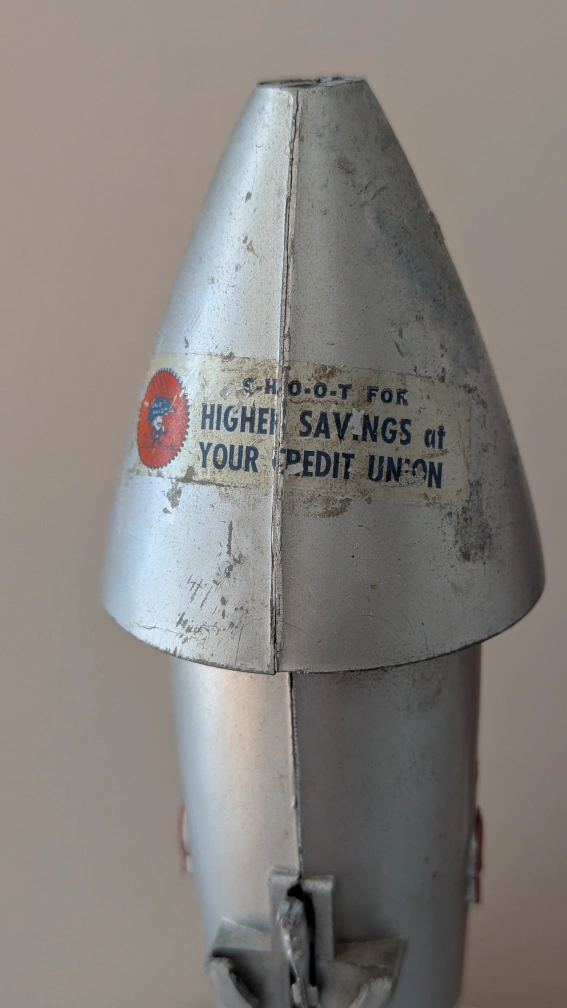 S-H-O-O-T FOR
HIGHER SAVINGS at
YOUR CREDIT UNION